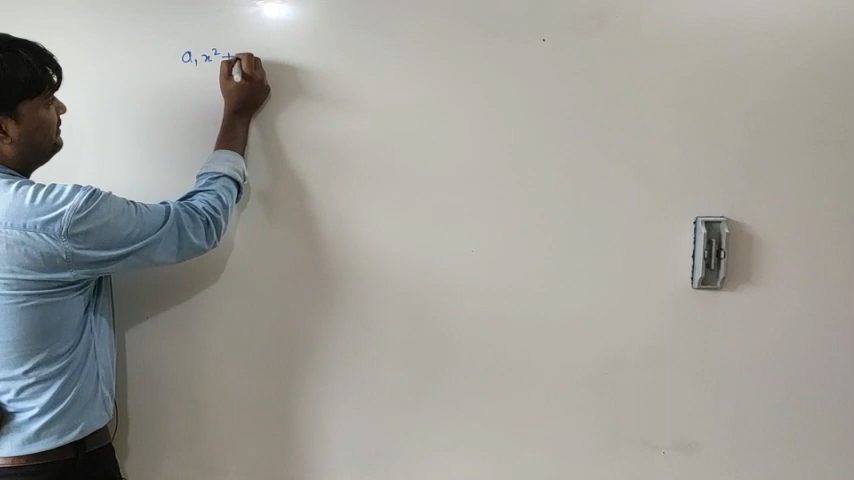 a₁x² +